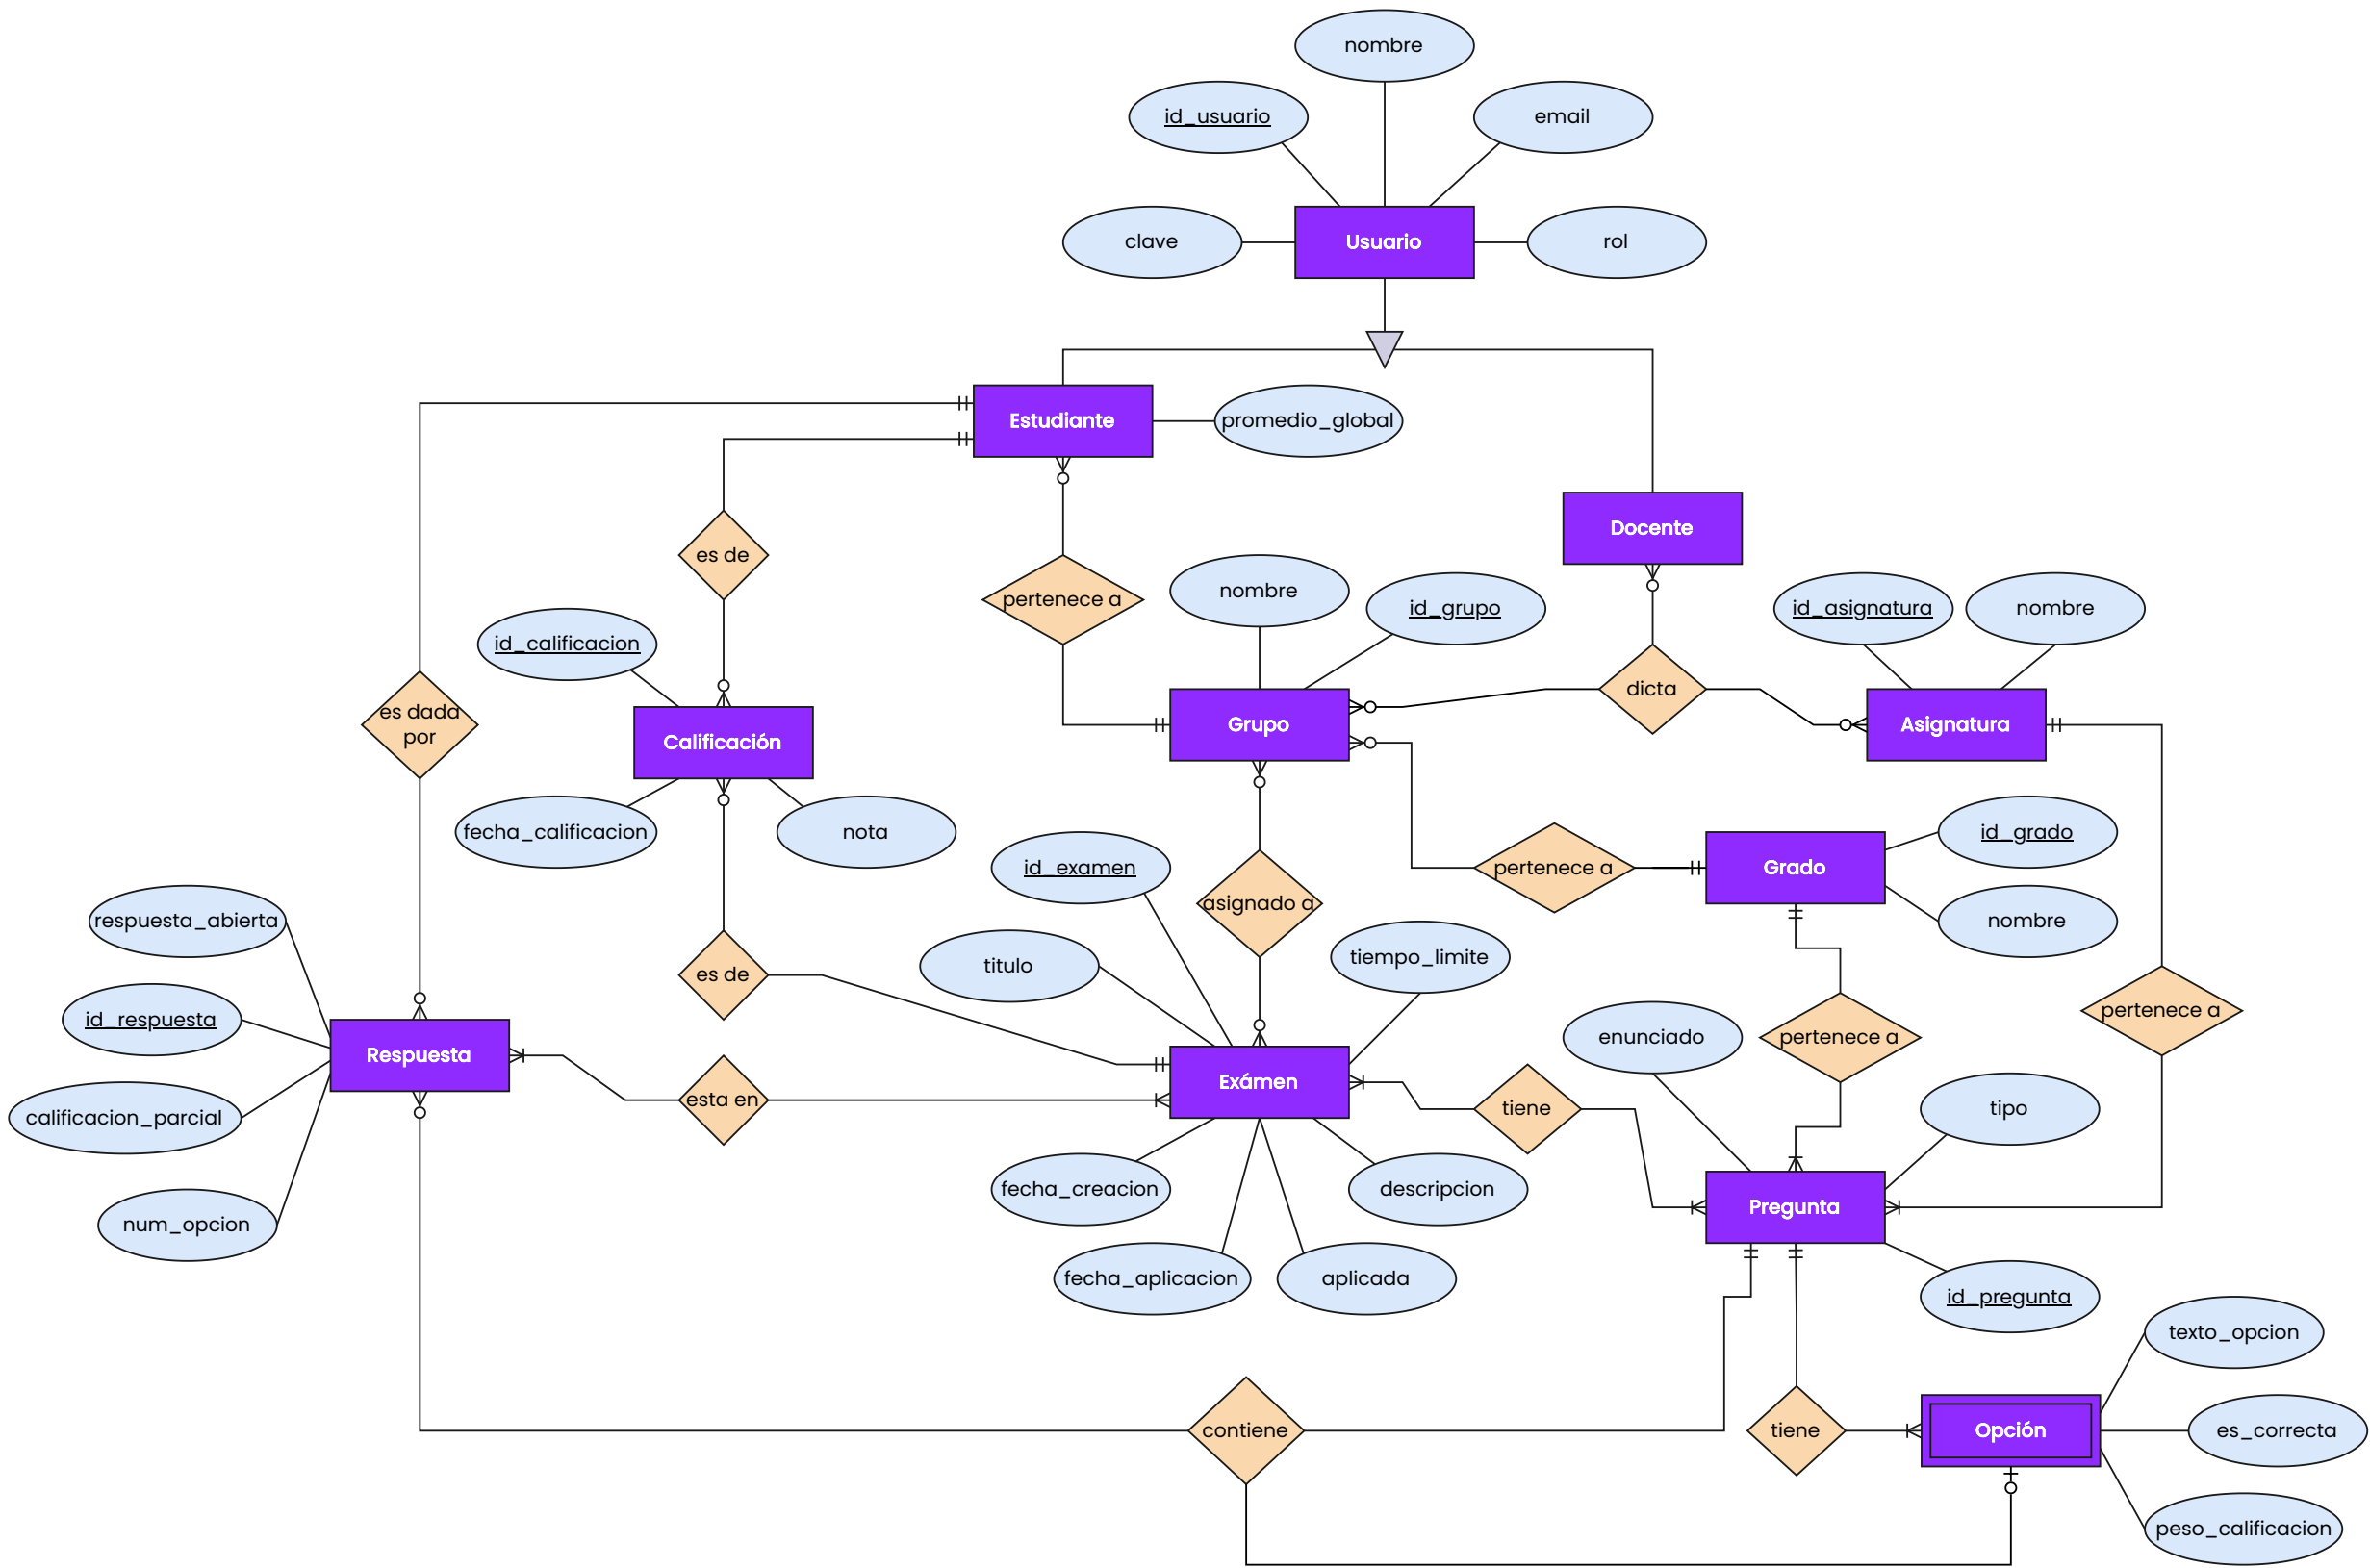 nombre
id_usuario
email
clave
Usuario
rol
Estudiante
promedio_global
Docente
es de
pertenece a
nombre
id_grupo
id_asignatura
nombre
id_calificacion
dicta
es dada
por
Calificación
Grupo
Asignatura
fecha_calificacion
nota
id_examen
pertenece a
Grado
id_grado
asignado a
respuesta_abierta
nombre
es de
titulo
tiempo_limite
id_respuesta
enunciado
pertenece a
pertenece a
Respuesta
esta en
Exámen
tiene
tipo
calificacion_parcial
fecha_creacion
descripcion
Pregunta
num_opcion
fecha_aplicacion
aplicada
id_pregunta
texto_opcion
contiene
tiene
Opción
es_correcta
peso_calificacion